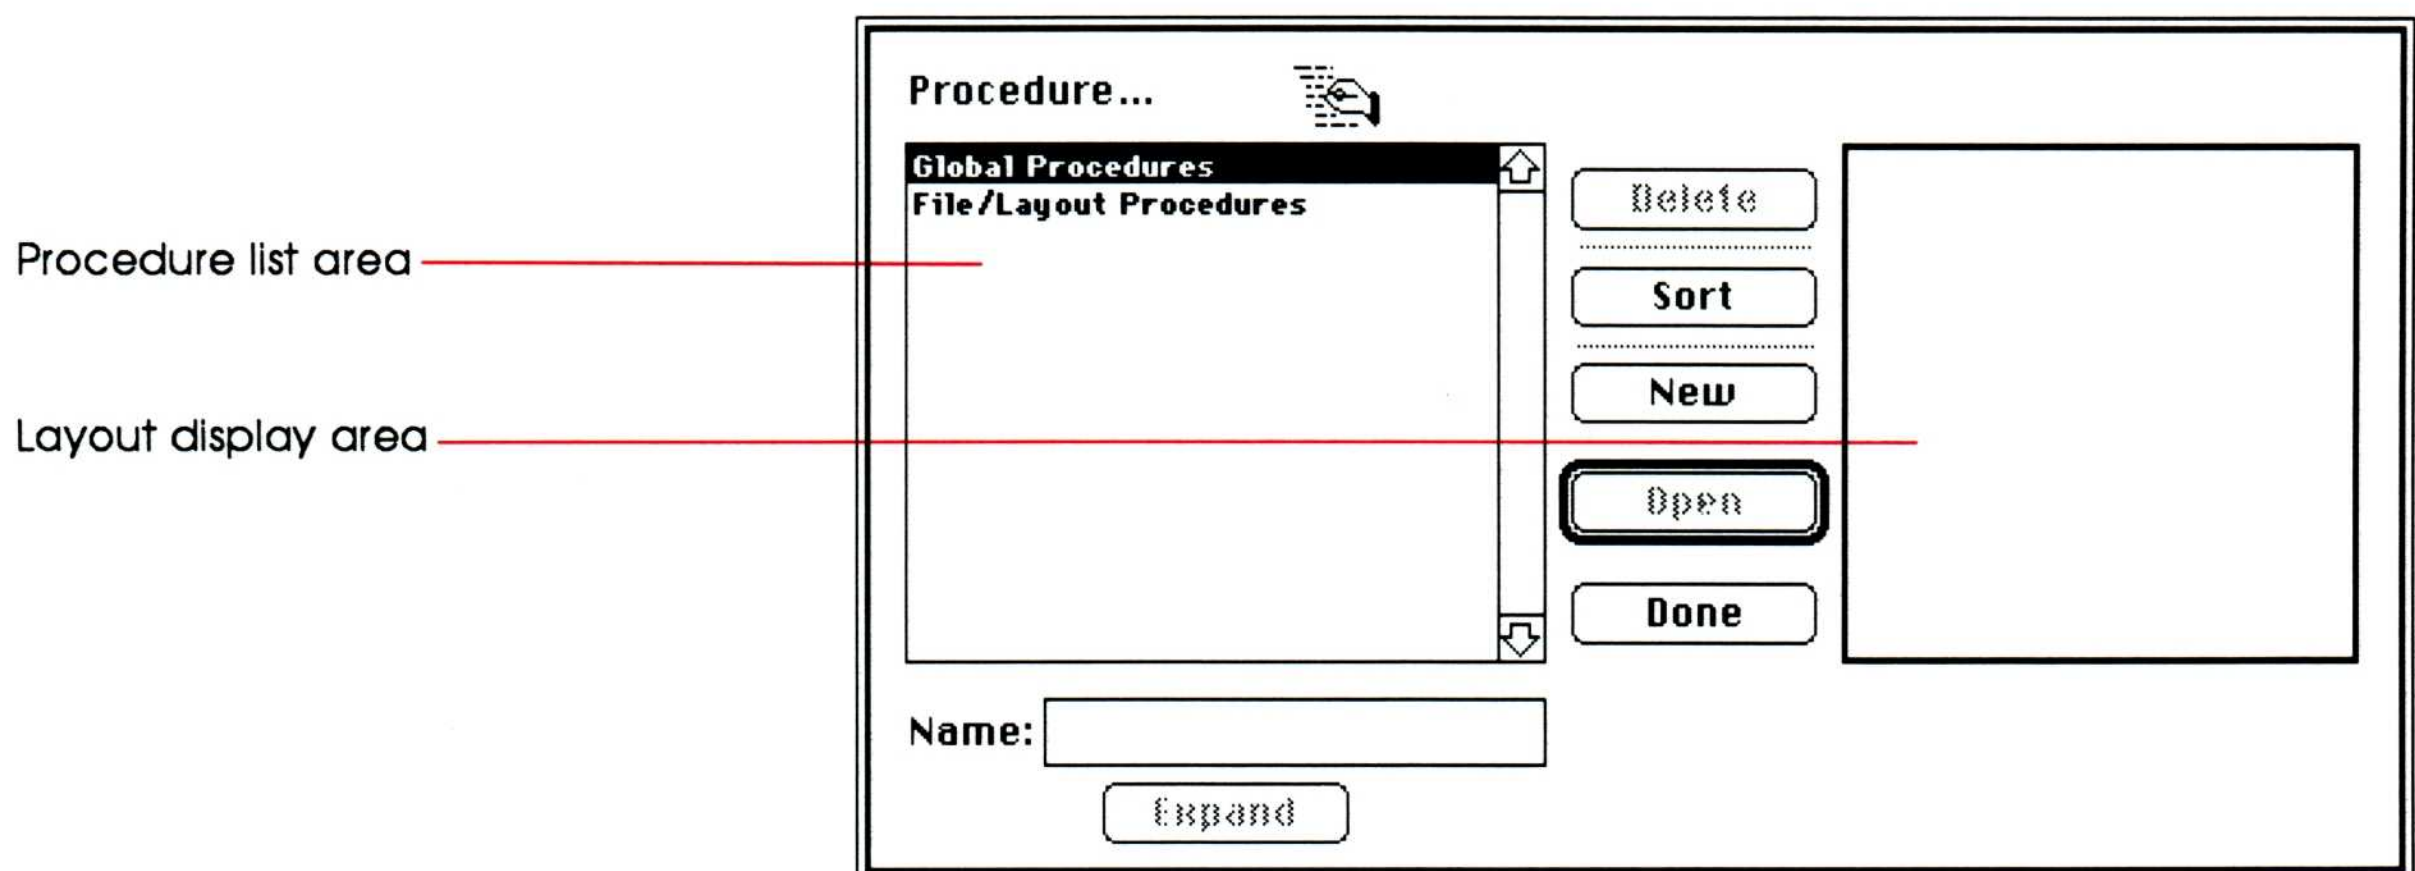 Procedure...
Global Procedures
File/Layout Procedures
Procedure list area
Layout display area
Delete
Sort
New
Open
Done
Name:
Expand